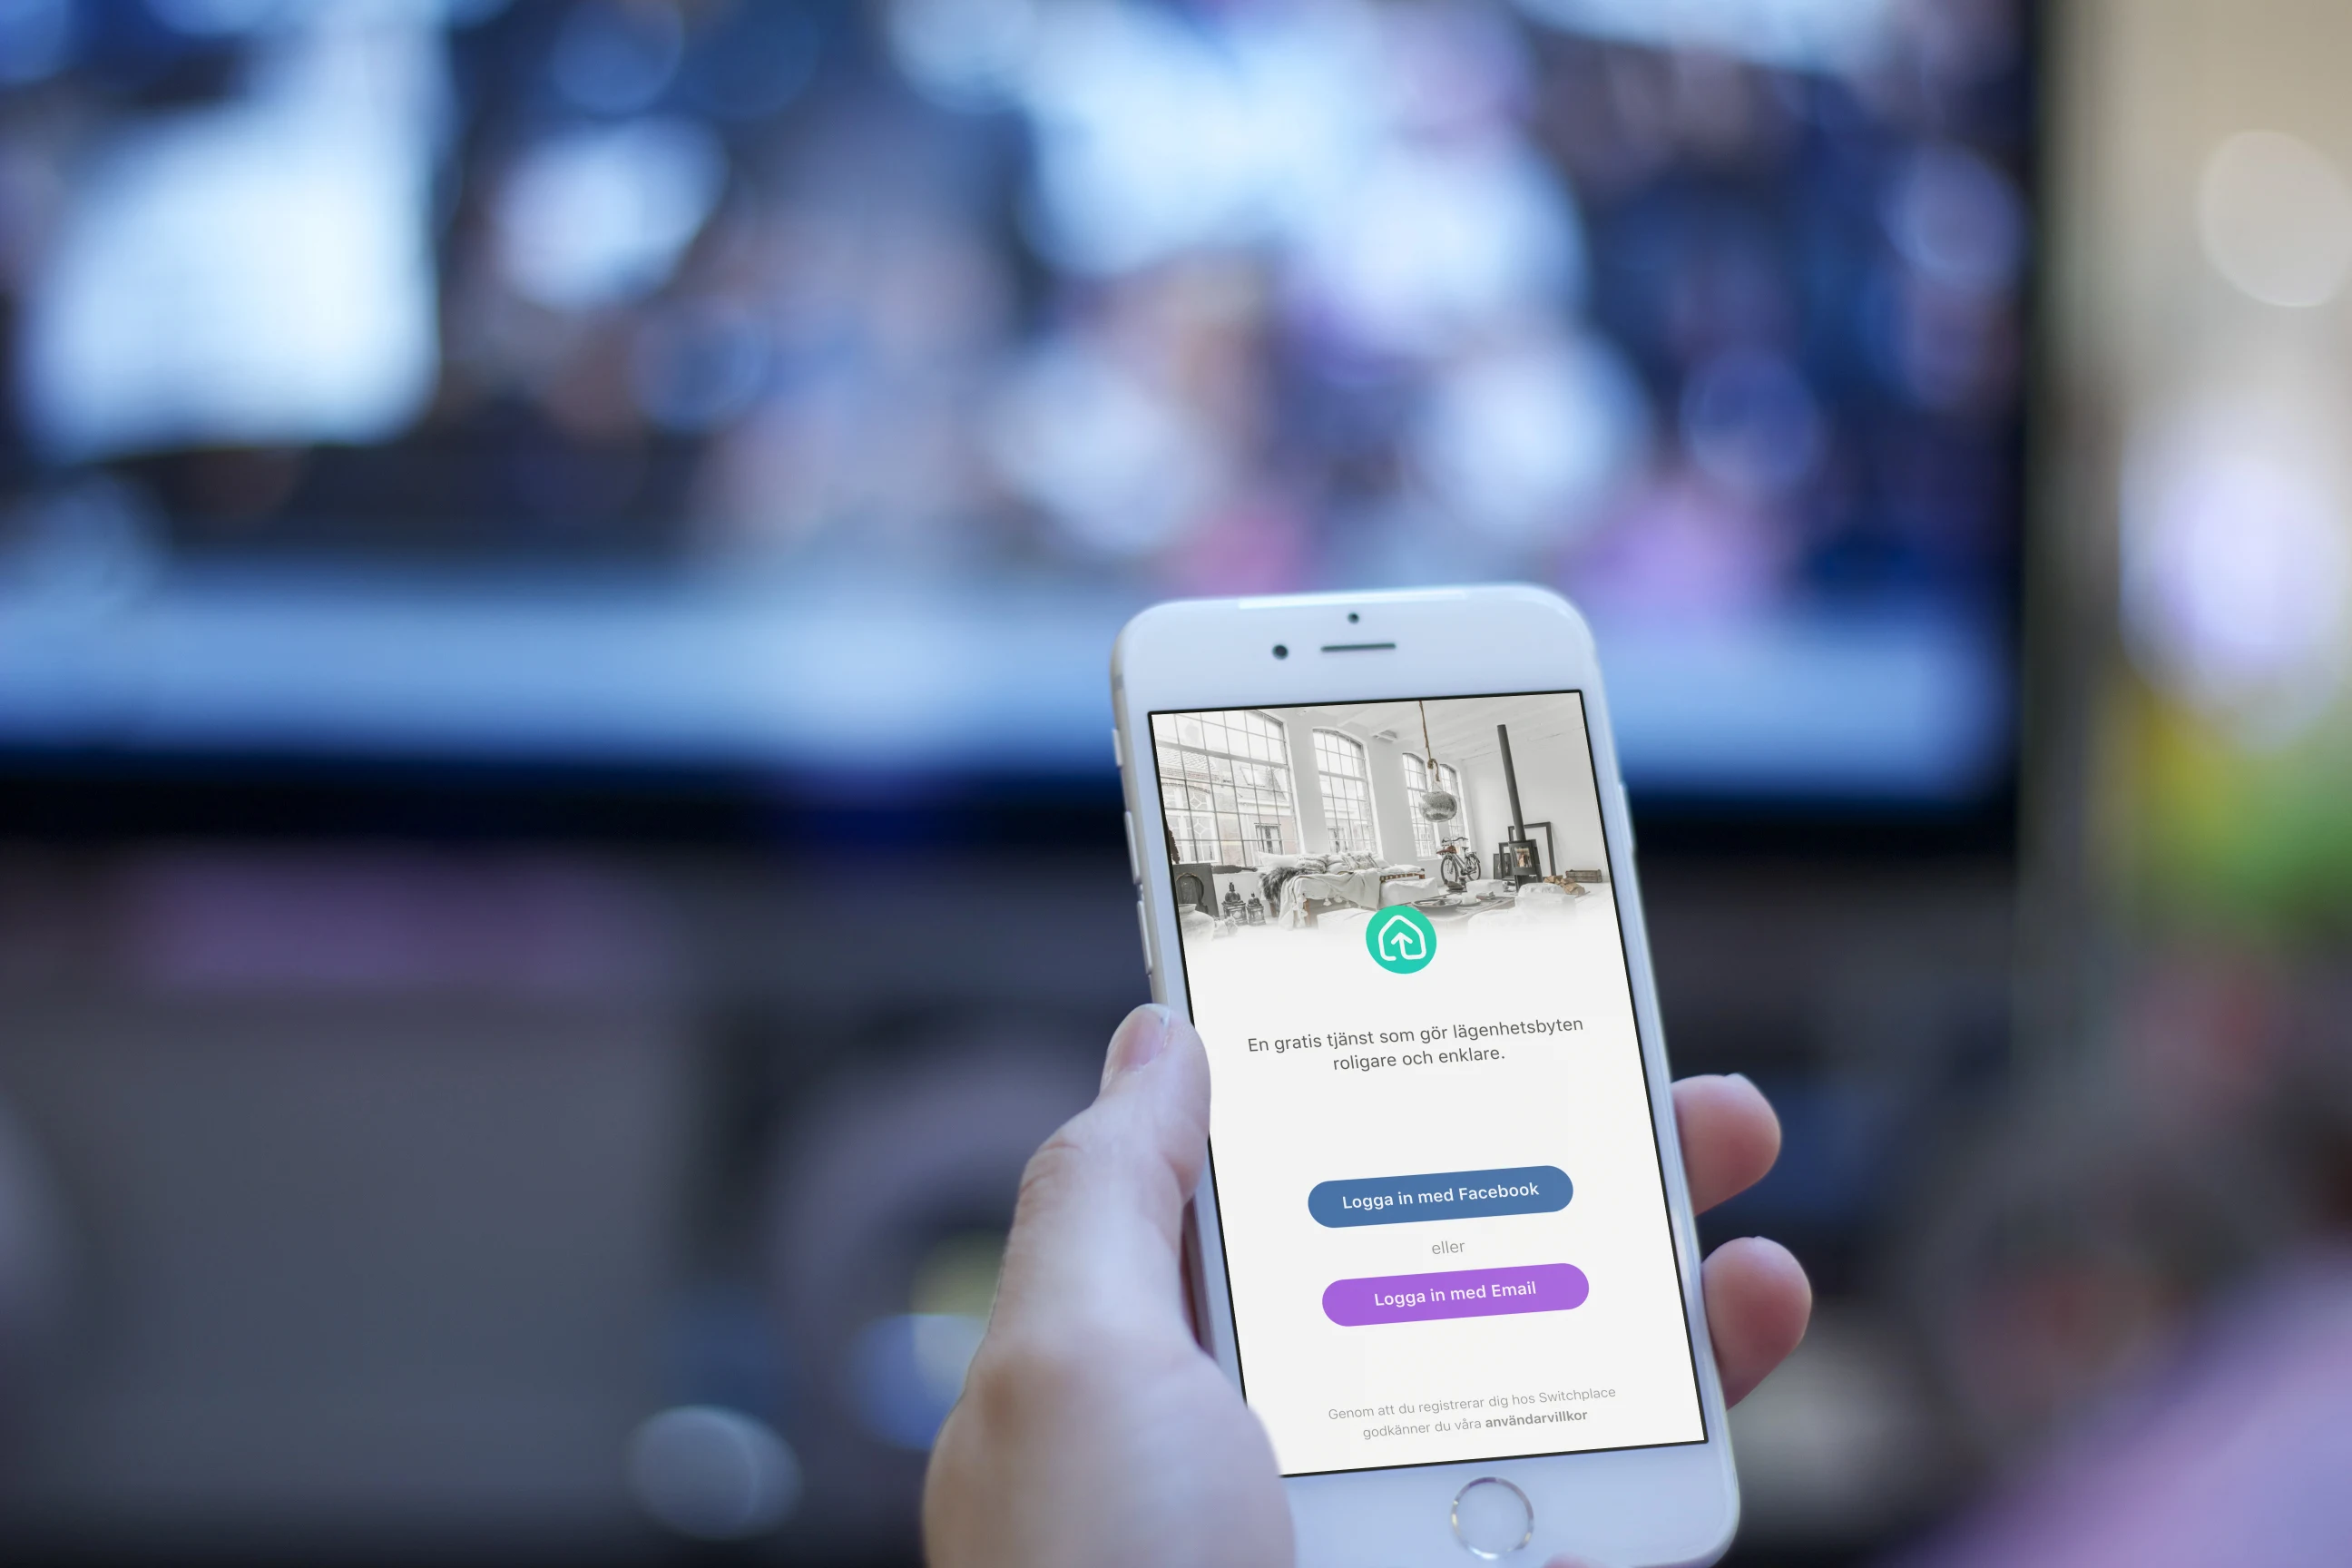 En gratis tjänst som gör lägenhetsbyten
roligare och enklare.
Logga in med Facebook
eller
Logga in med Email
Genom att du registrerar dig hos Switchplace
godkänner du våra användarvillkor